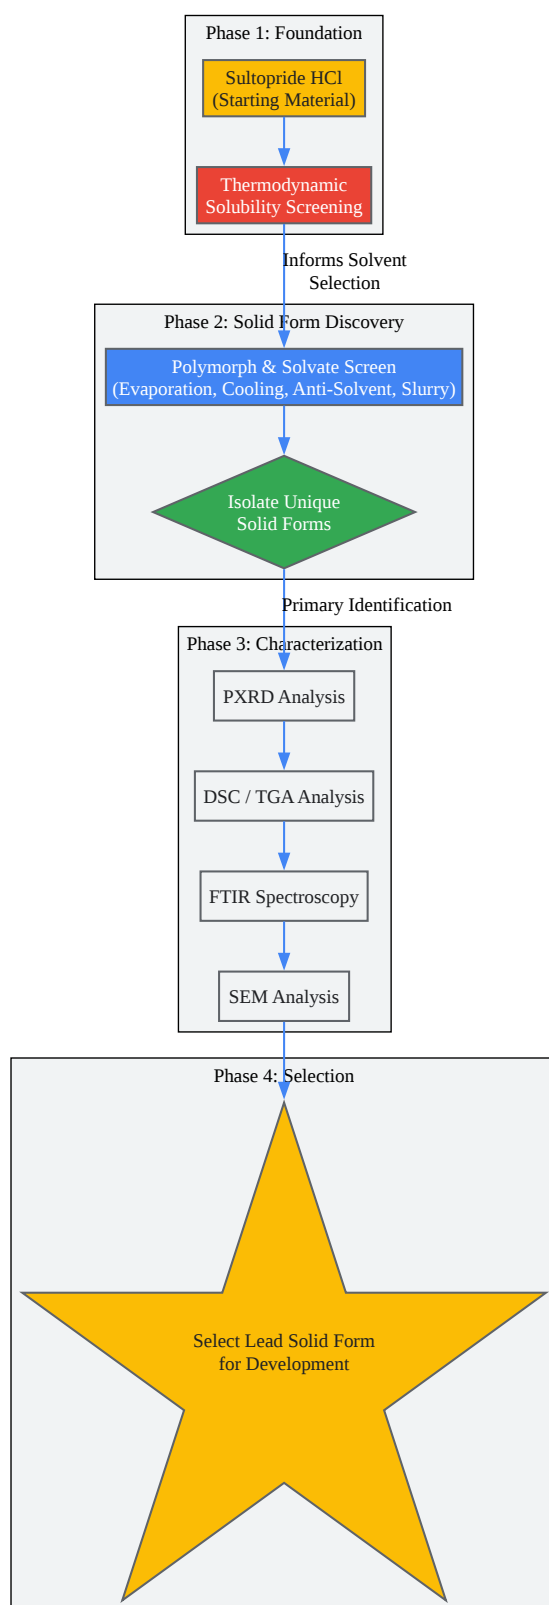 Phase 1: Foundation
Sultopride HCl
(Starting Material)
Thermodynamic
Solubility Screening
Informs Solvent
Selection
Phase 2: Solid Form Discovery
Polymorph & Solvate Screen
(Evaporation, Cooling, Anti-Solvent, Slurry)
Isolate Unique
Solid Forms
Primary Identification
Phase 3: Characterization
PXRD Analysis
DSC / TGA Analysis
FTIR Spectroscopy
SEM Analysis
Phase 4: Selection
Select Lead Solid Form
for Development